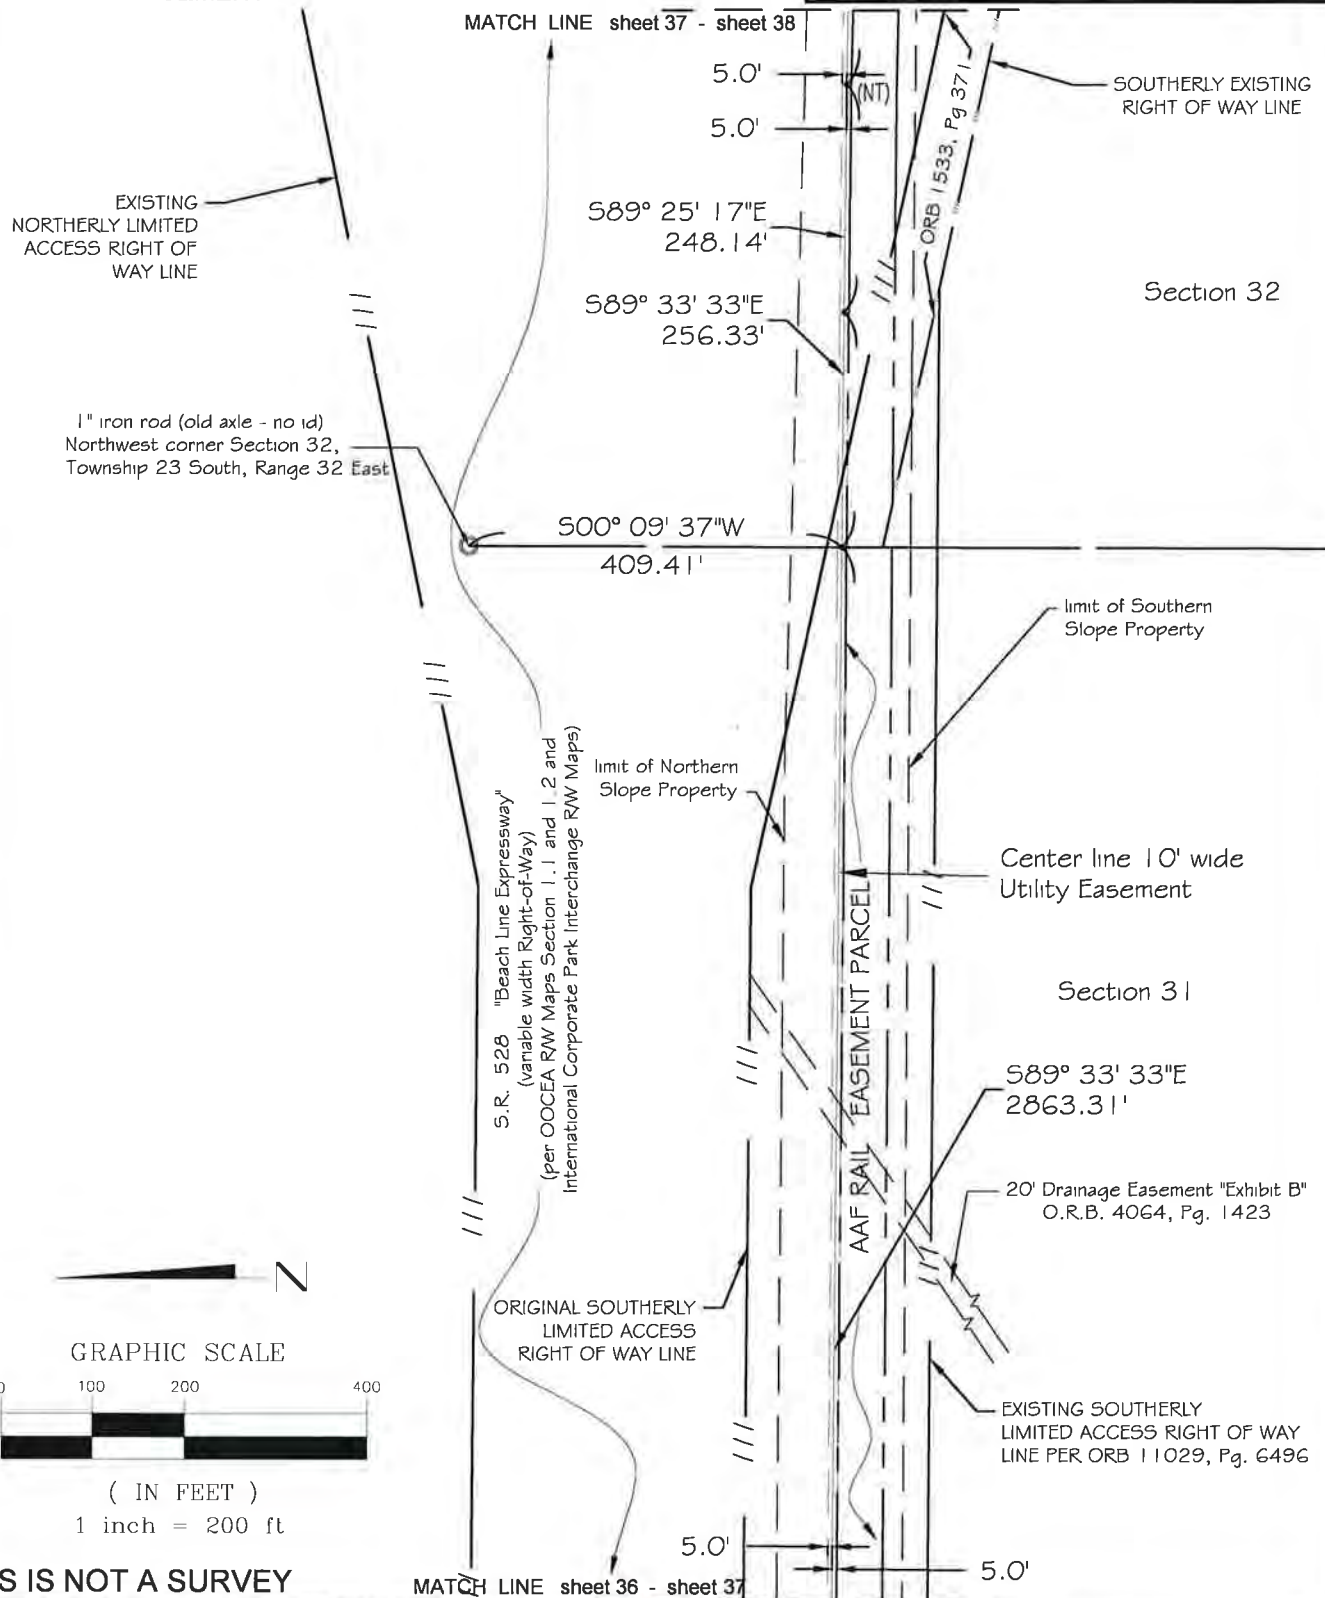 MATCH LINE sheet 37 - sheet 38
5.0'
(NT)
5.0'
ORB 1533, Pg 371
SOUTHERLY EXISTING
RIGHT OF WAY LINE
EXISTING
NORTHERLY LIMITED
ACCESS RIGHT OF
WAY LINE
S89° 25' 17"E
248.14'
S89° 33' 33"E
256.33'
Section 32
1" iron rod (old axle - no id)
Northwest corner Section 32,
Township 23 South, Range 32 East
S00° 09' 37"W
409.41'
limit of Southern
Slope Property
limit of Northern
Slope Property
S.R. 528 "Beach Line Expressway"
(variable width Right-of-Way)
(per OOCEA R/W Maps Section 1.1 and 1.2 and
International Corporate Park Interchange R/W Maps)
Center line 10' wide
Utility Easement
AAF RAIL EASEMENT PARCEL
Section 31
S89° 33' 33"E
2863.31'
20' Drainage Easement "Exhibit B"
O.R.B. 4064, Pg. 1423
N
ORIGINAL SOUTHERLY
LIMITED ACCESS
RIGHT OF WAY LINE
GRAPHIC SCALE
0 100 200 400
( IN FEET )
1 inch = 200 ft
EXISTING SOUTHERLY
LIMITED ACCESS RIGHT OF WAY
LINE PER ORB 11029, Pg. 6496
5.0'
5.0'
S IS NOT A SURVEY
MATCH LINE sheet 36 - sheet 37